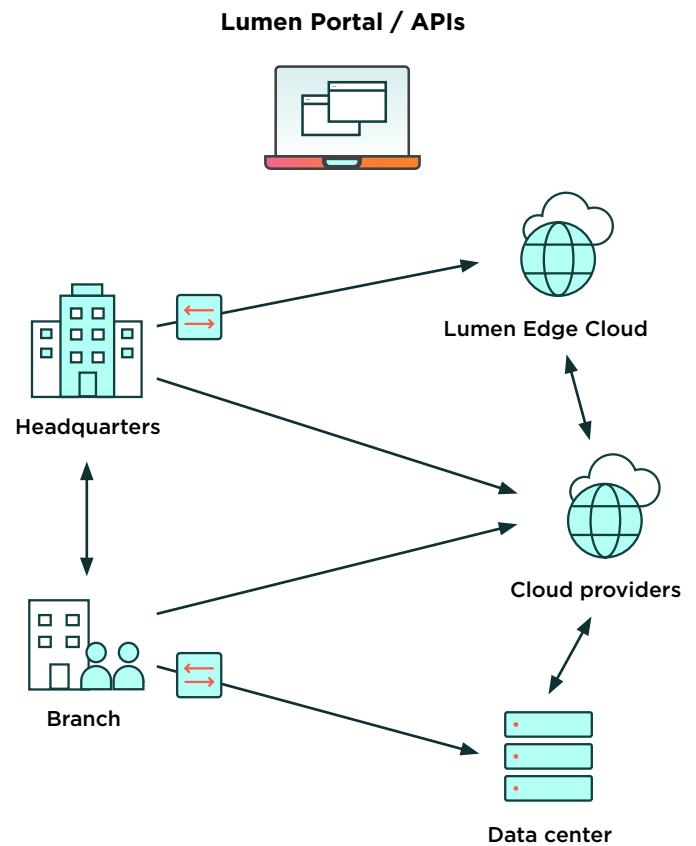 Lumen Portal / APIs
Lumen Edge Cloud
Headquarters
Cloud providers
Branch
Data center